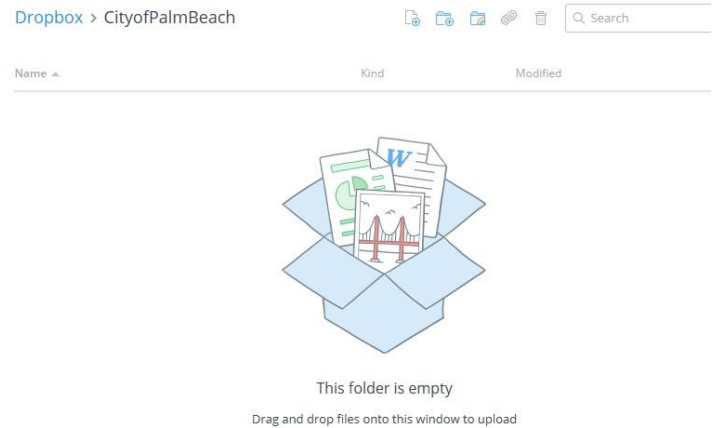 Dropbox > CityofPalmBeach
Search
Name Kind Modified
W
This folder is empty
Drag and drop files onto this window to upload